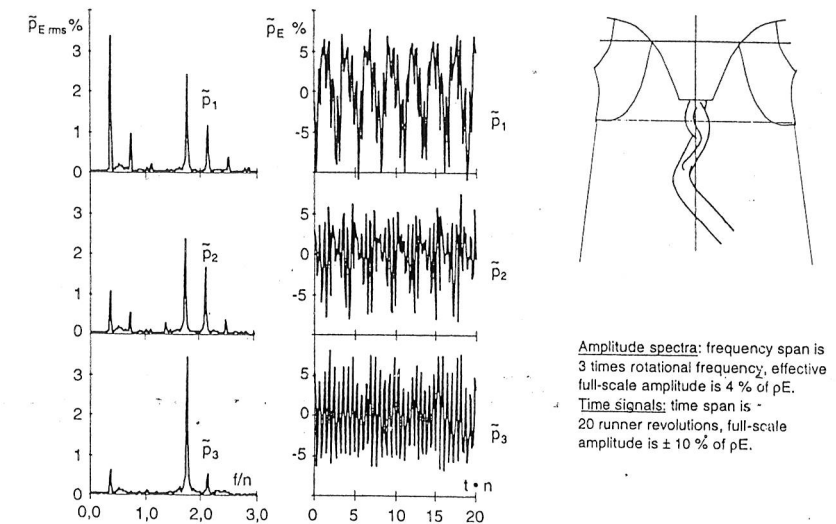 p̃E rms %
3
2
1
0
p̃1
3
2
1
0
p̃2
3
2
1
0
p̃3
f/n
0,0 1,0 2,0 3,0
p̃E %
5
0
-5
p̃1
5
0
-5
p̃2
5
0
-5
p̃3
t • n
0 5 10 15 20
Amplitude spectra: frequency span is
3 times rotational frequency, effective
full-scale amplitude is 4 % of ρE.
Time signals: time span is
20 runner revolutions, full-scale
amplitude is ± 10 % of ρE.